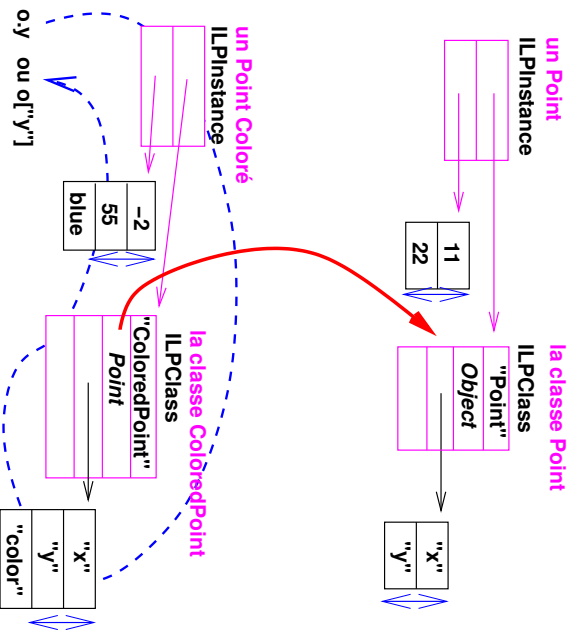 un Point
ILPInstance
11
22
la classe Point
ILPClass
"Point"
Object
"x"
"y"
un Point Coloré
ILPInstance
−2
55
blue
la classe ColoredPoint
ILPClass
"ColoredPoint"
Point
"x"
"y"
"color"
o.y ou o["y"]